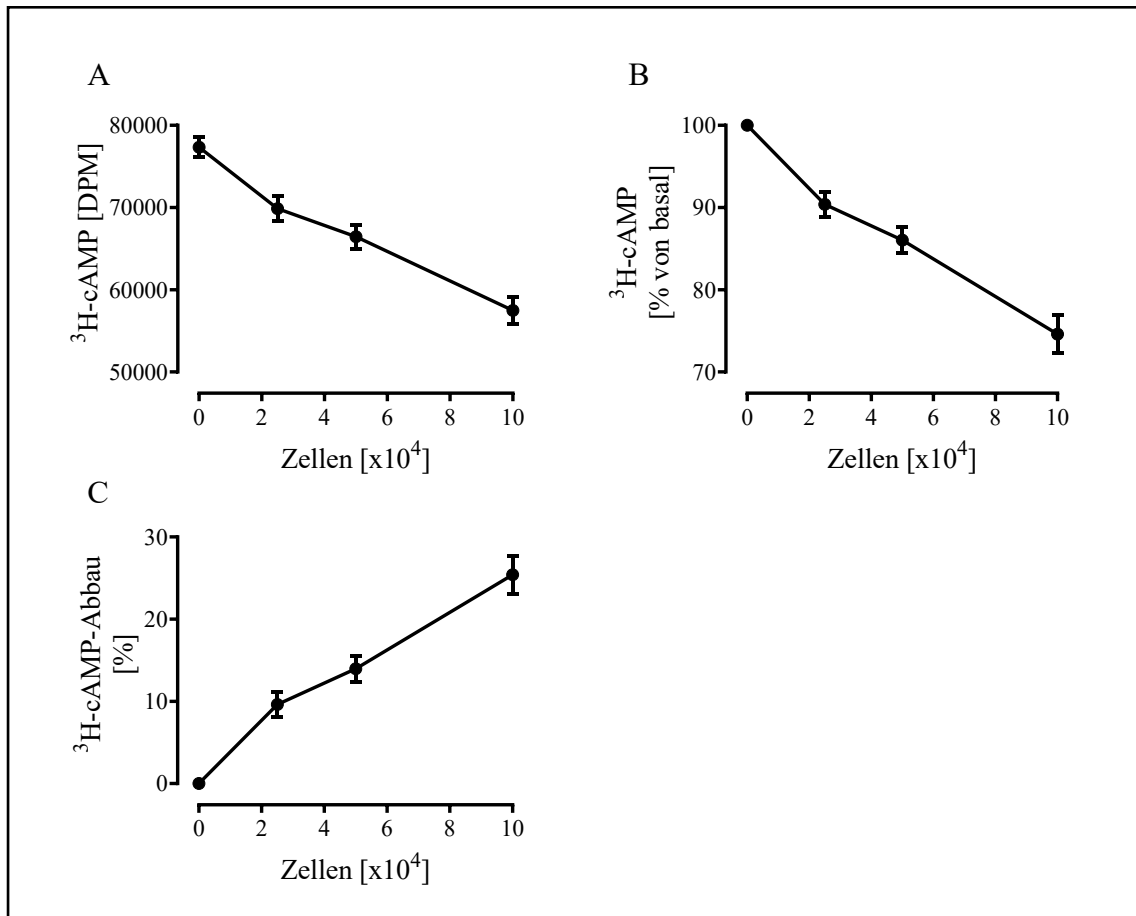 A
³H-cAMP [DPM]
80000
70000
60000
50000
0 2 4 6 8 10
Zellen [x10⁴]
B
³H-cAMP
[% von basal]
100
90
80
70
0 2 4 6 8 10
Zellen [x10⁴]
C
³H-cAMP-Abbau
[%]
30
20
10
0
0 2 4 6 8 10
Zellen [x10⁴]